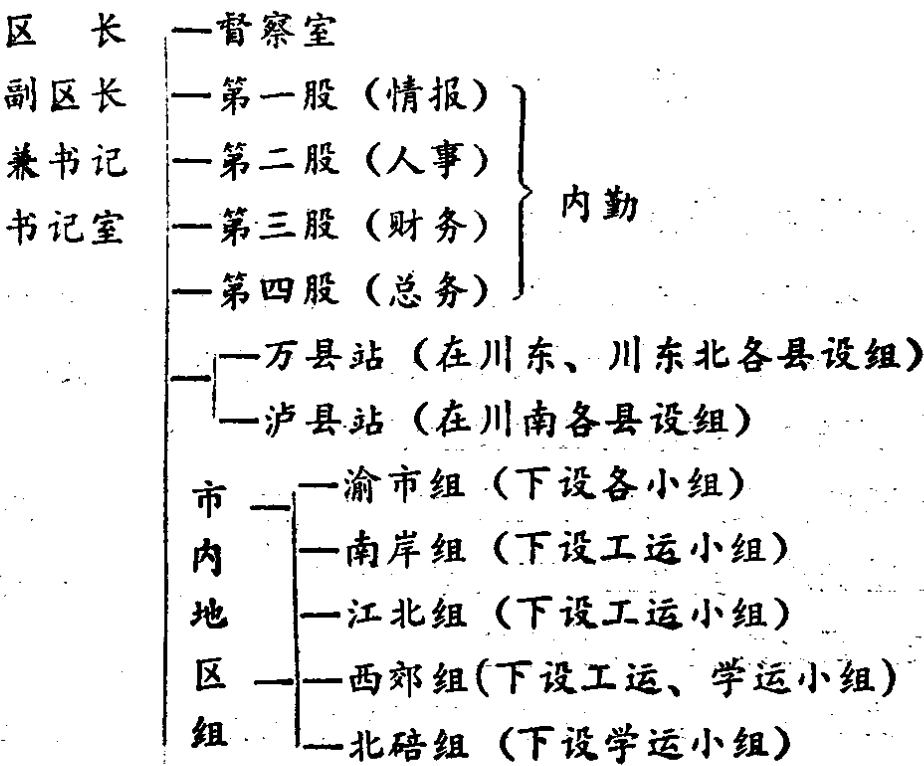 区 长
副区长
兼书记
书记室
督察室
第一股（情报）
第二股（人事）
第三股（财务）
第四股（总务）
内勤
万县站（在川东、川东北各县设组）
泸县站（在川南各县设组）
市内地区组
渝市组（下设各小组）
南岸组（下设工运小组）
江北组（下设工运小组）
西郊组(下设工运、学运小组)
北碚组（下设学运小组）